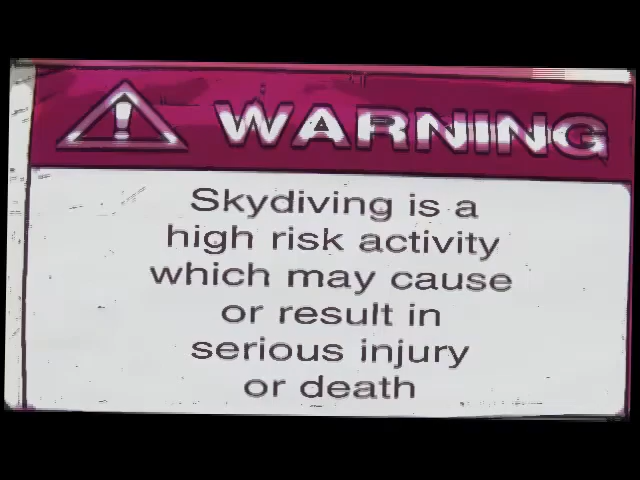 WARNING
Skydiving is a
high risk activity
which may cause
or result in
serious injury
or death